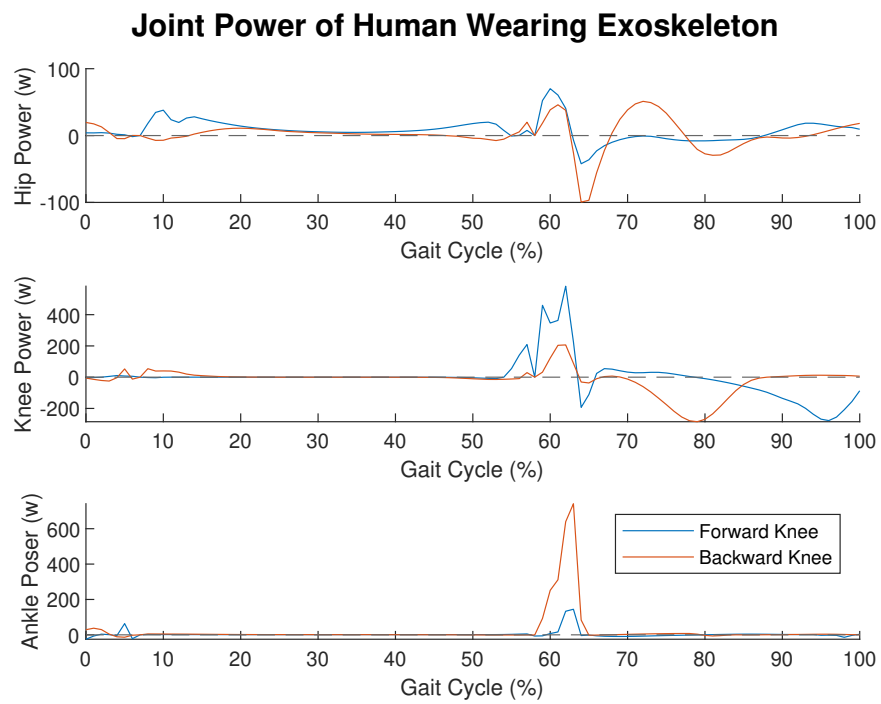 Joint Power of Human Wearing Exoskeleton
Hip Power (w)
100
0
-100
0 10 20 30 40 50 60 70 80 90 100
Gait Cycle (%)
Knee Power (w)
400
200
0
-200
0 10 20 30 40 50 60 70 80 90 100
Gait Cycle (%)
Ankle Poser (w)
600
400
200
0
Forward Knee
Backward Knee
0 10 20 30 40 50 60 70 80 90 100
Gait Cycle (%)